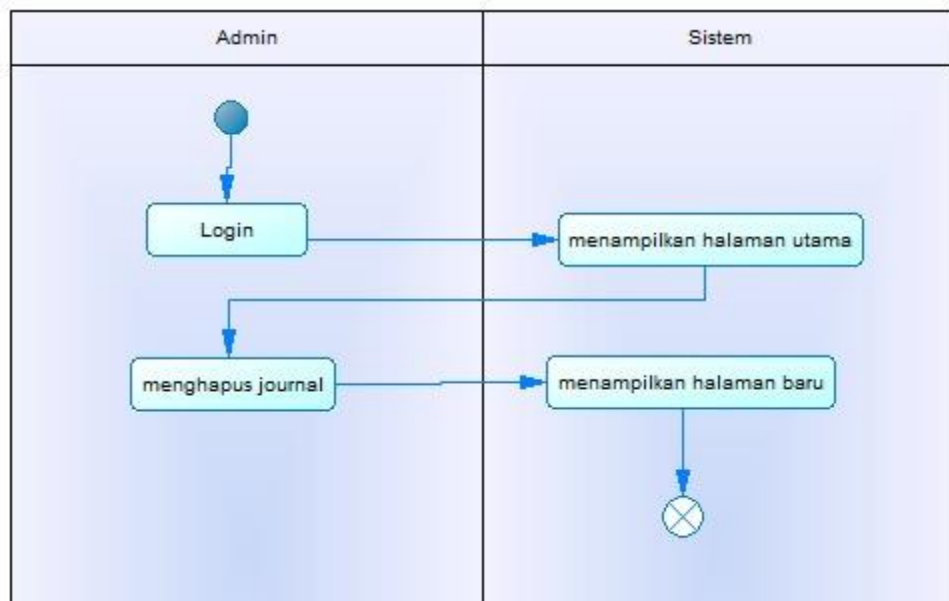 Admin
Sistem
Login
menampilkan halaman utama
menghapus journal
menampilkan halaman baru